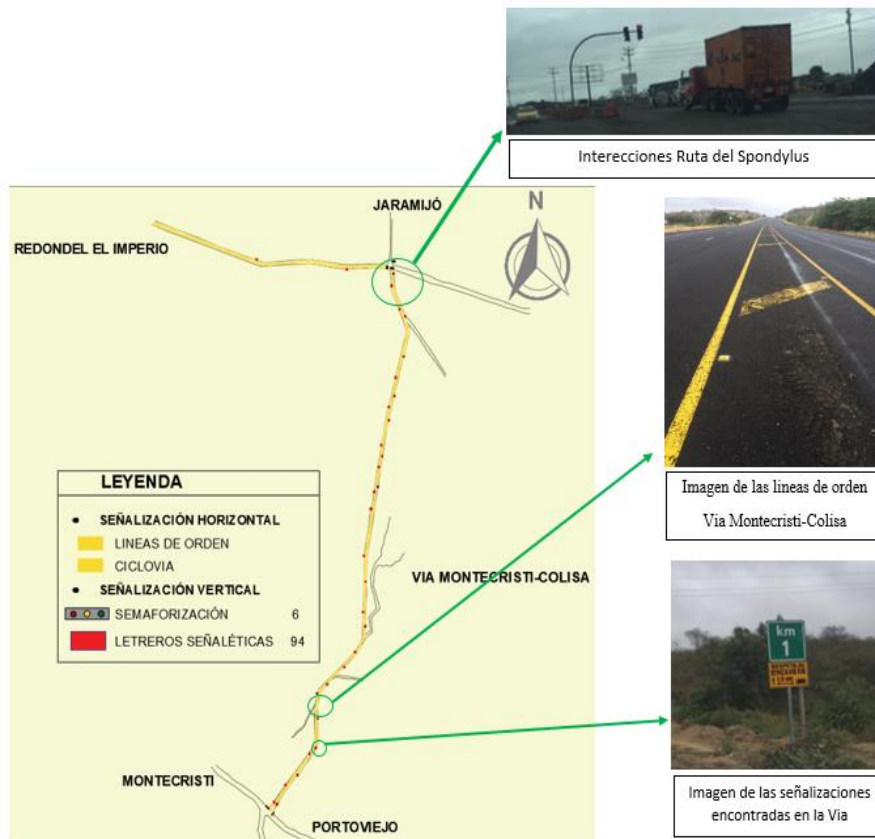 Interecciones Ruta del Spondylus
JARAMIJÓ
N
REDONDEL EL IMPERIO
LEYENDA
SEÑALIZACIÓN HORIZONTAL
LINEAS DE ORDEN
CICLOVIA
SEÑALIZACIÓN VERTICAL
SEMAFORIZACIÓN 6
LETREROS SEÑALÉTICAS 94
VIA MONTECRISTI-COLISA
MONTECRISTI
PORTOVIEJO
Imagen de las lineas de orden
Via Montecristi-Colisa
km
1
Imagen de las señalizaciones
encontradas en la Via